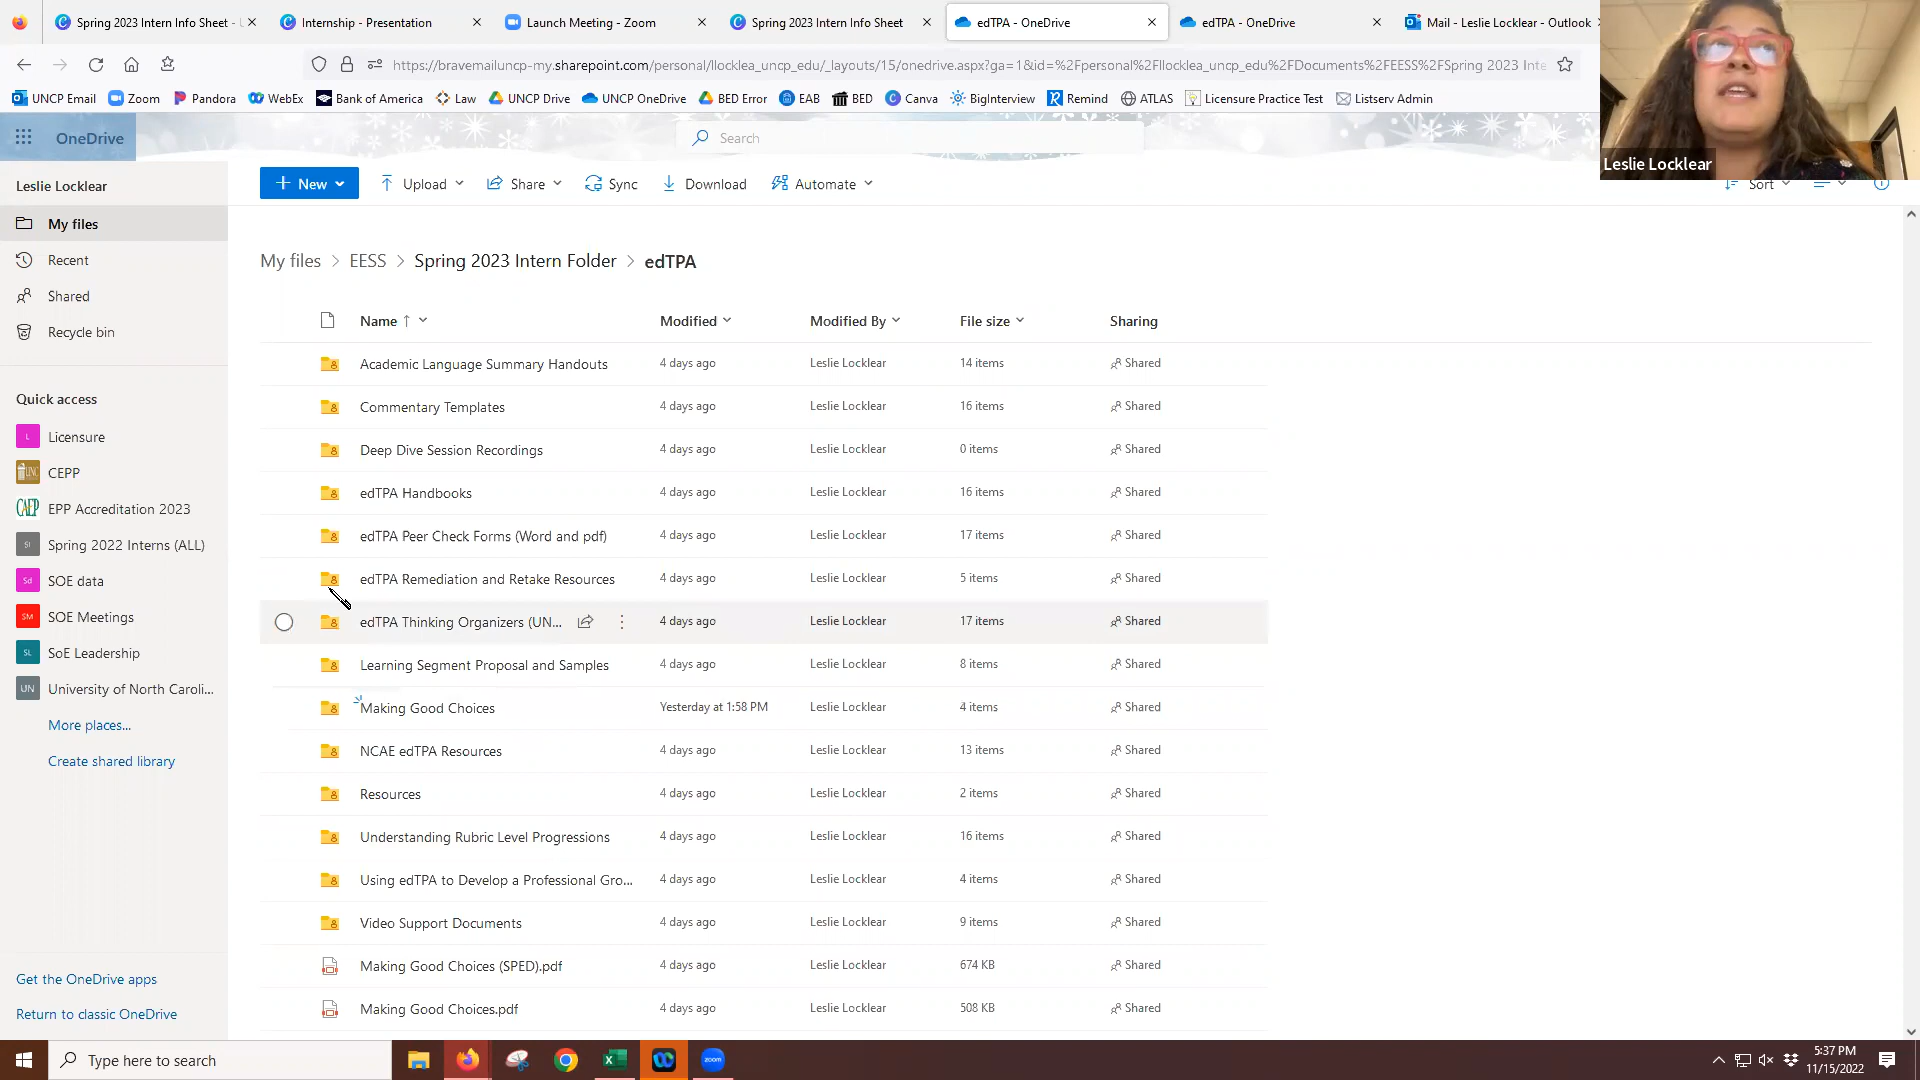 Spring 2023 Intern Info Sheet - L
Internship - Presentation
Launch Meeting - Zoom
Spring 2023 Intern Info Sheet
edTPA - OneDrive
edTPA - OneDrive
Mail - Leslie Locklear - Outlook
https://bravemailuncp-my.sharepoint.com/personal/llocklea_uncp_edu/_layouts/15/onedrive.aspx?ga=1&id=%2Fpersonal%2Fllocklea_uncp_edu%2FDocuments%2FEESS%2FSpring 2023 Inte
UNCP Email
Zoom
Pandora
WebEx
Bank of America
Law
UNCP Drive
UNCP OneDrive
BED Error
EAB
BED
Canva
BigInterview
Remind
ATLAS
Licensure Practice Test
Listserv Admin
OneDrive
Search
Leslie Locklear
Leslie Locklear
New
Upload
Share
Sync
Download
Automate
Sort
My files
Recent
Shared
Recycle bin
Quick access
L Licensure
CEPP
CAEP EPP Accreditation 2023
SI Spring 2022 Interns (ALL)
Sd SOE data
SM SOE Meetings
SL SoE Leadership
UN University of North Caroli...
More places...
Create shared library
Get the OneDrive apps
Return to classic OneDrive
My files > EESS > Spring 2023 Intern Folder > edTPA
Name Modified Modified By File size Sharing
Academic Language Summary Handouts 4 days ago Leslie Locklear 14 items Shared
Commentary Templates 4 days ago Leslie Locklear 16 items Shared
Deep Dive Session Recordings 4 days ago Leslie Locklear 0 items Shared
edTPA Handbooks 4 days ago Leslie Locklear 16 items Shared
edTPA Peer Check Forms (Word and pdf) 4 days ago Leslie Locklear 17 items Shared
edTPA Remediation and Retake Resources 4 days ago Leslie Locklear 5 items Shared
edTPA Thinking Organizers (UN... 4 days ago Leslie Locklear 17 items Shared
Learning Segment Proposal and Samples 4 days ago Leslie Locklear 8 items Shared
Making Good Choices Yesterday at 1:58 PM Leslie Locklear 4 items Shared
NCAE edTPA Resources 4 days ago Leslie Locklear 13 items Shared
Resources 4 days ago Leslie Locklear 2 items Shared
Understanding Rubric Level Progressions 4 days ago Leslie Locklear 16 items Shared
Using edTPA to Develop a Professional Gro... 4 days ago Leslie Locklear 4 items Shared
Video Support Documents 4 days ago Leslie Locklear 9 items Shared
Making Good Choices (SPED).pdf 4 days ago Leslie Locklear 674 KB Shared
Making Good Choices.pdf 4 days ago Leslie Locklear 508 KB Shared
Type here to search
zoom
5:37 PM
11/15/2022